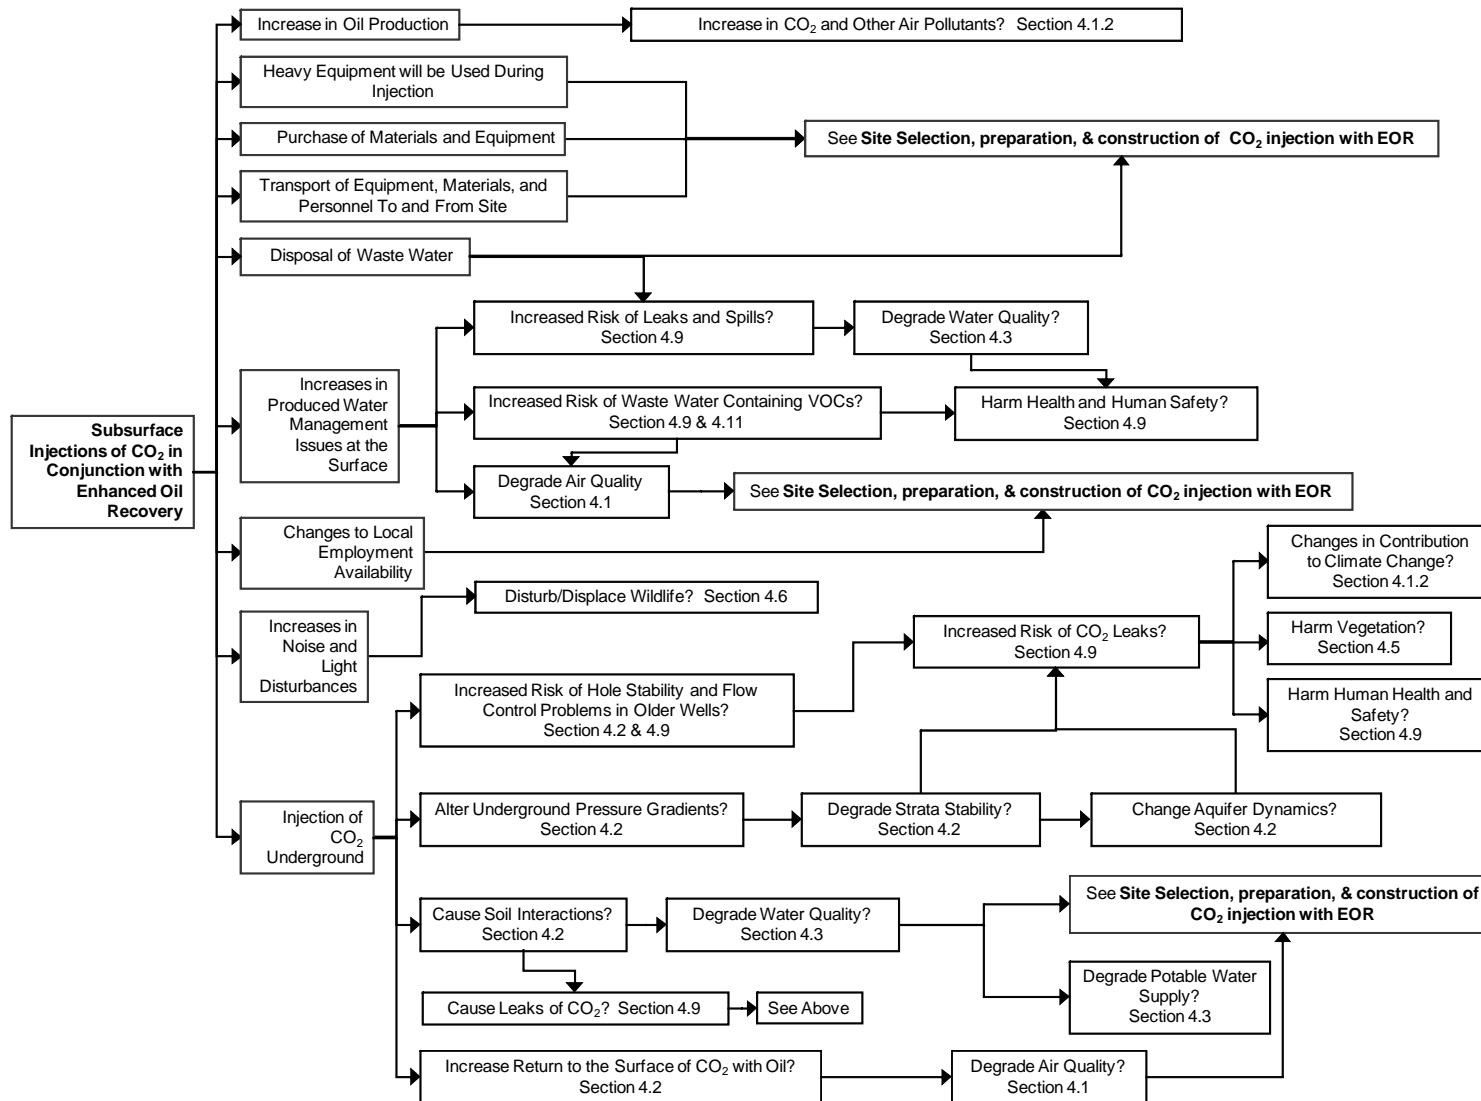 Increase in Oil Production
Increase in CO₂ and Other Air Pollutants? Section 4.1.2
Heavy Equipment will be Used During
Injection
Purchase of Materials and Equipment
See Site Selection, preparation, & construction of CO₂ injection with EOR
Transport of Equipment, Materials, and
Personnel To and From Site
Disposal of Waste Water
Increased Risk of Leaks and Spills?
Section 4.9
Degrade Water Quality?
Section 4.3
Increases in
Produced Water
Management
Issues at the
Surface
Increased Risk of Waste Water Containing VOCs?
Section 4.9 & 4.11
Harm Health and Human Safety?
Section 4.9
Subsurface
Injections of CO₂ in
Conjunction with
Enhanced Oil
Recovery
Degrade Air Quality
Section 4.1
See Site Selection, preparation, & construction of CO₂ injection with EOR
Changes to Local
Employment
Availability
Changes in Contribution
to Climate Change?
Section 4.1.2
Disturb/Displace Wildlife? Section 4.6
Increases in
Noise and
Light
Disturbances
Increased Risk of CO₂ Leaks?
Section 4.9
Harm Vegetation?
Section 4.5
Increased Risk of Hole Stability and Flow
Control Problems in Older Wells?
Section 4.2 & 4.9
Harm Human Health and
Safety?
Section 4.9
Injection of
CO₂
Underground
Alter Underground Pressure Gradients?
Section 4.2
Degrade Strata Stability?
Section 4.2
Change Aquifer Dynamics?
Section 4.2
Cause Soil Interactions?
Section 4.2
Degrade Water Quality?
Section 4.3
See Site Selection, preparation, & construction of
CO₂ injection with EOR
Degrade Potable Water
Supply?
Section 4.3
Cause Leaks of CO₂? Section 4.9
See Above
Increase Return to the Surface of CO₂ with Oil?
Section 4.2
Degrade Air Quality?
Section 4.1